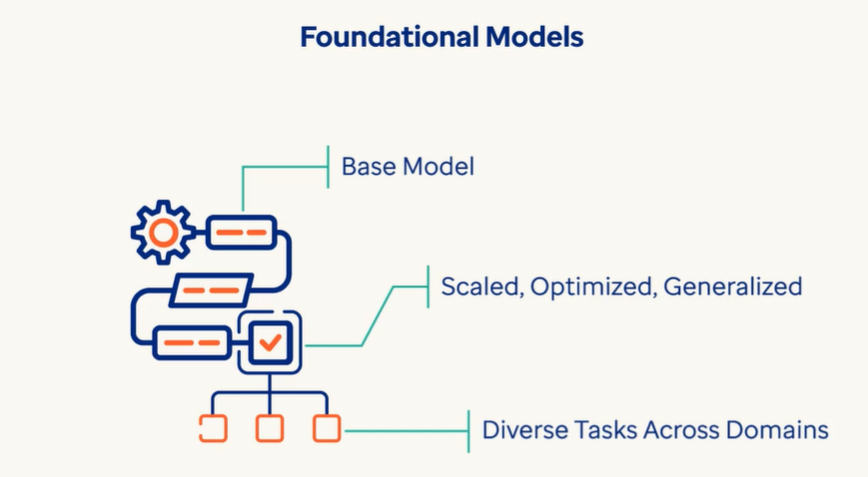 Foundational Models
Base Model
Scaled, Optimized, Generalized
Diverse Tasks Across Domains